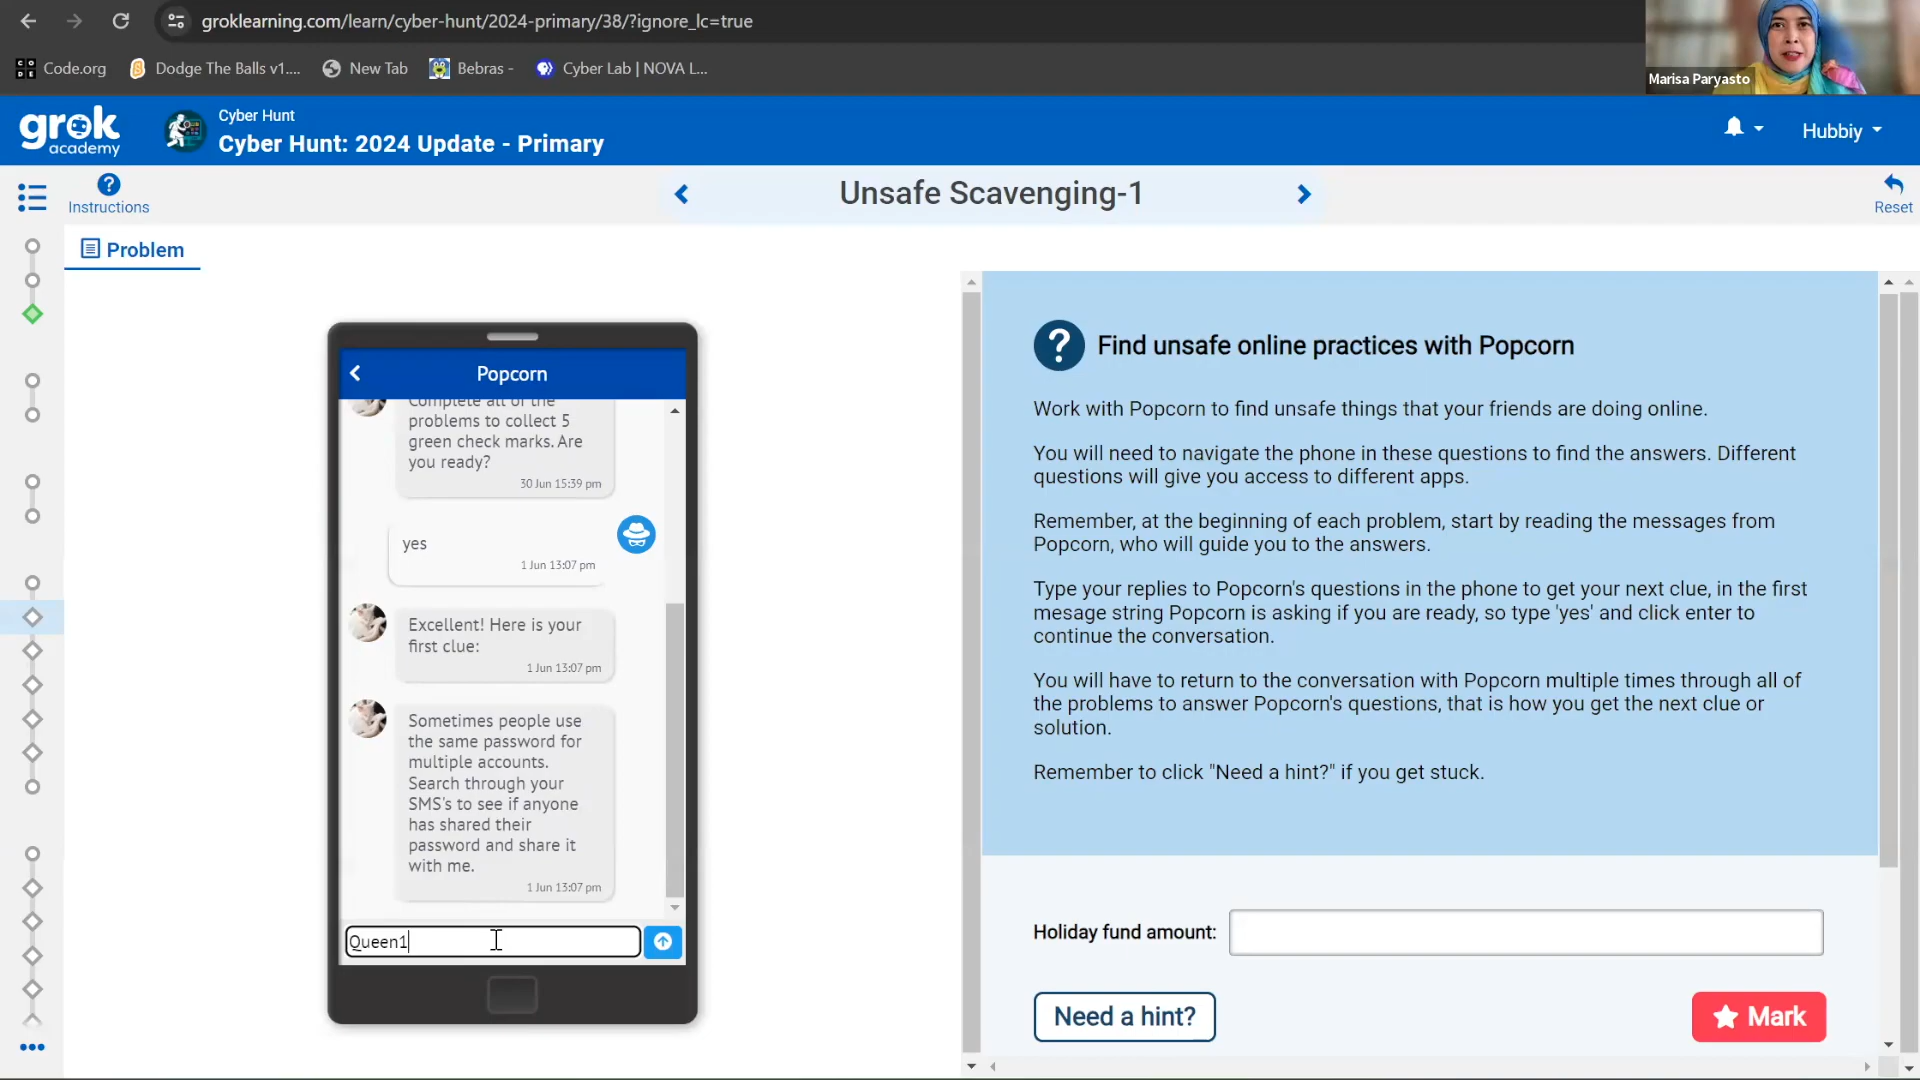 groklearning.com/learn/cyber-hunt/2024-primary/38/?ignore_lc=true
Code.org
Dodge The Balls v1....
New Tab
Bebras -
Cyber Lab | NOVA L...
Marisa Paryasto
grok
academy
Cyber Hunt
Cyber Hunt: 2024 Update - Primary
Hubbiy
Instructions
Unsafe Scavenging-1
Reset
Problem
Popcorn
Complete all of the
problems to collect 5
green check marks. Are
you ready?
30 Jun 15:39 pm
yes
1 Jun 13:07 pm
Excellent! Here is your
first clue:
1 Jun 13:07 pm
Sometimes people use
the same password for
multiple accounts.
Search through your
SMS's to see if anyone
has shared their
password and share it
with me.
1 Jun 13:07 pm
Queen1
Find unsafe online practices with Popcorn
Work with Popcorn to find unsafe things that your friends are doing online.
You will need to navigate the phone in these questions to find the answers. Different
questions will give you access to different apps.
Remember, at the beginning of each problem, start by reading the messages from
Popcorn, who will guide you to the answers.
Type your replies to Popcorn's questions in the phone to get your next clue, in the first
mesage string Popcorn is asking if you are ready, so type 'yes' and click enter to
continue the conversation.
You will have to return to the conversation with Popcorn multiple times through all of
the problems to answer Popcorn's questions, that is how you get the next clue or
solution.
Remember to click "Need a hint?" if you get stuck.
Holiday fund amount:
Need a hint?
Mark